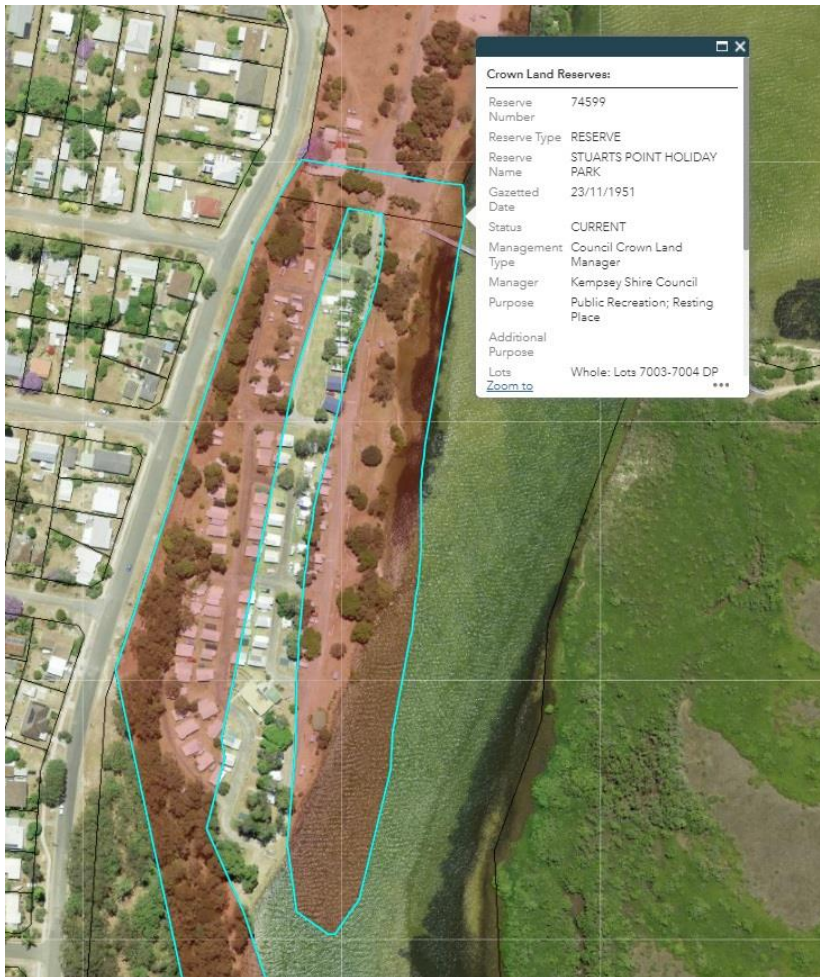 Crown Land Reserves:
Reserve Number 74599
Reserve Type RESERVE
Reserve Name STUARTS POINT HOLIDAY PARK
Gazetted Date 23/11/1951
Status CURRENT
Management Type Council Crown Land Manager
Manager Kempsey Shire Council
Purpose Public Recreation; Resting Place
Additional Purpose
Lots Whole: Lots 7003-7004 DP
Zoom to